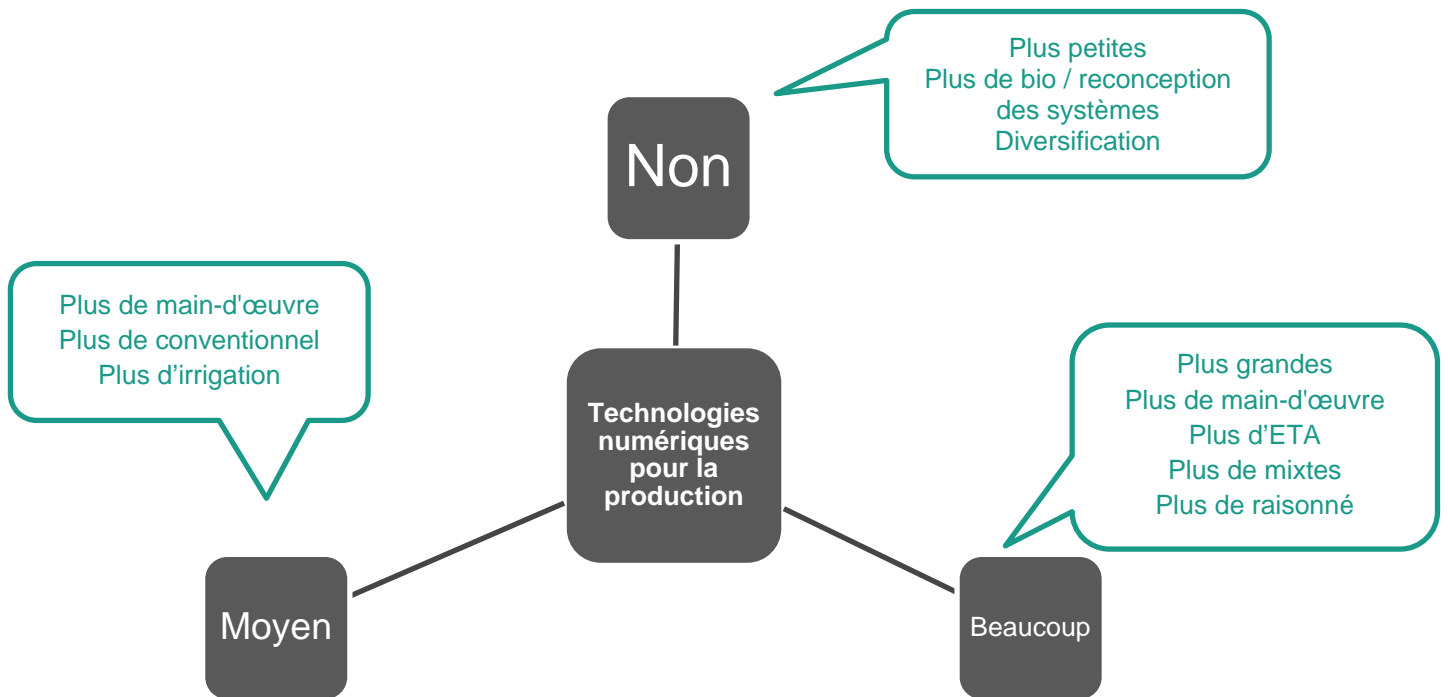 Plus petites
Plus de bio / reconception
des systèmes
Diversification
Non
Plus de main-d'œuvre
Plus de conventionnel
Plus d’irrigation
Technologies
numériques
pour la
production
Plus grandes
Plus de main-d'œuvre
Plus d’ETA
Plus de mixtes
Plus de raisonné
Moyen
Beaucoup